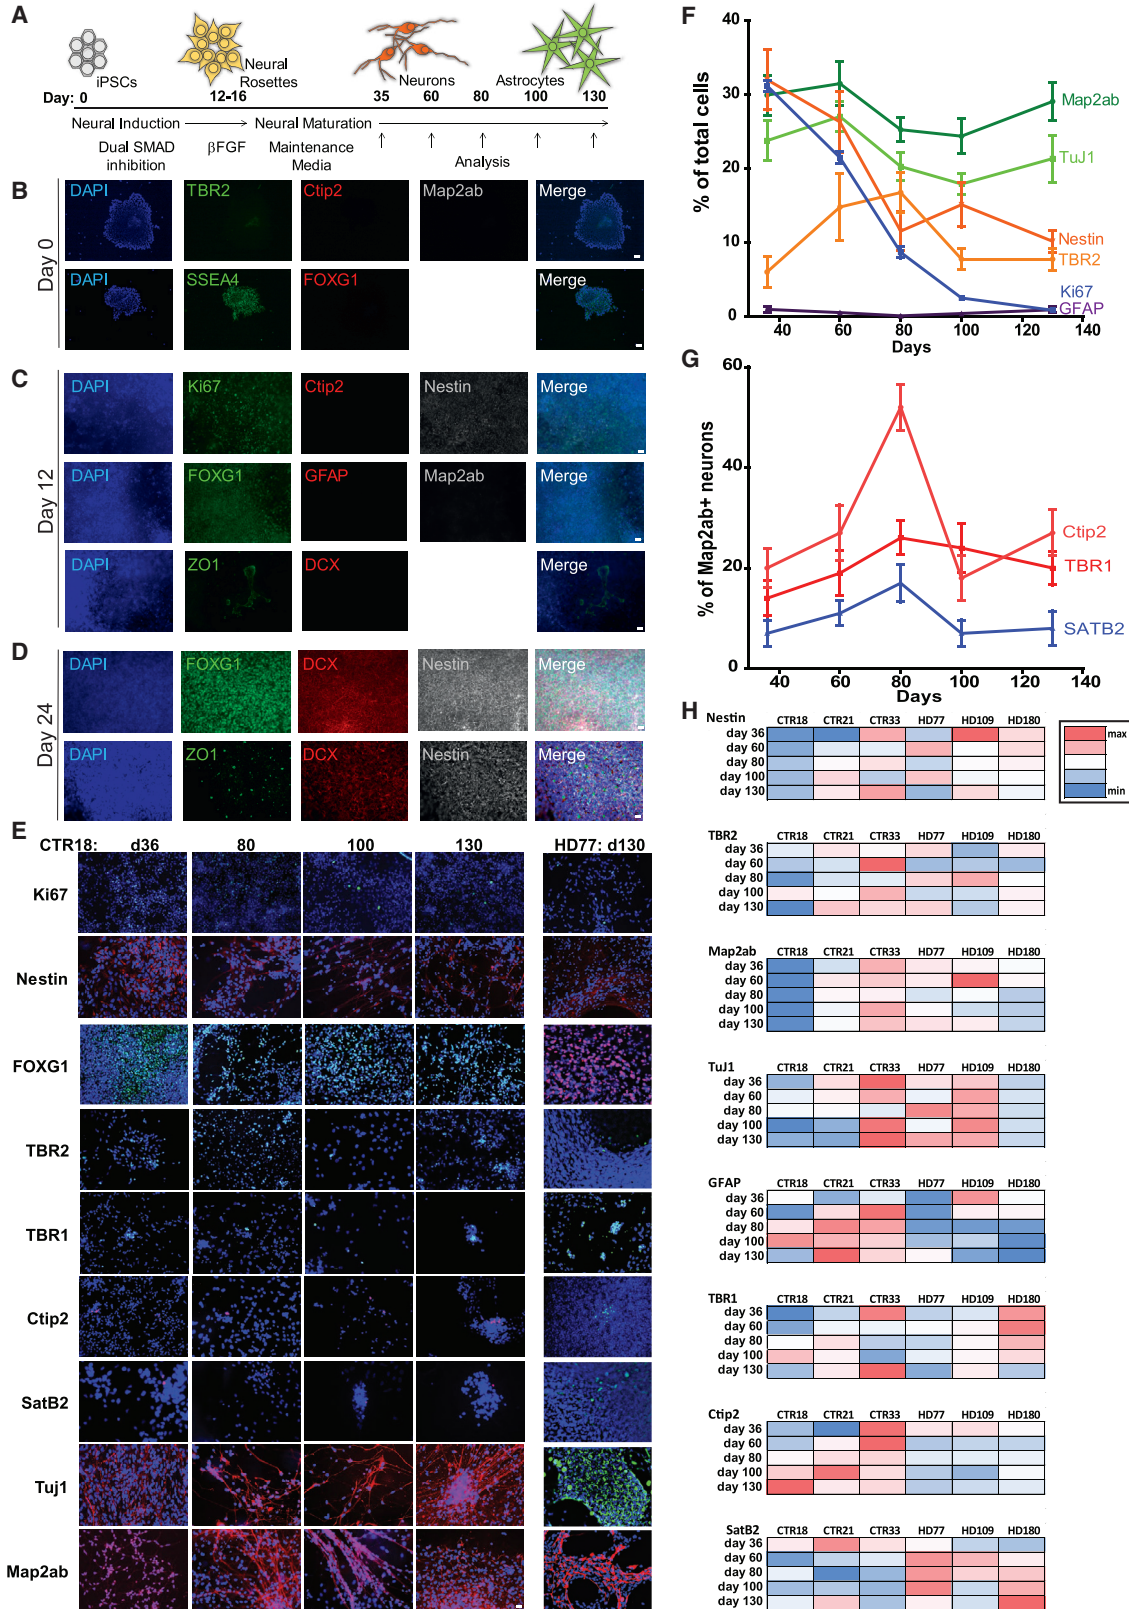 A
iPSCs
Neural
Rosettes
Neurons
Astrocytes
Day: 0 12-16 35 60 80 100 130
Neural Induction Neural Maturation
Dual SMAD
inhibition
βFGF
Maintenance
Media
Analysis
B
Day 0
DAPI TBR2 Ctip2 Map2ab Merge
DAPI SSEA4 FOXG1 Merge
C
Day 12
DAPI Ki67 Ctip2 Nestin Merge
DAPI FOXG1 GFAP Map2ab Merge
DAPI ZO1 DCX Merge
D
Day 24
DAPI FOXG1 DCX Nestin Merge
DAPI ZO1 DCX Nestin Merge
E
CTR18: d36 80 100 130 HD77: d130
Ki67
Nestin
FOXG1
TBR2
TBR1
Ctip2
SatB2
Tuj1
Map2ab
F
% of total cells
40
30
20
10
0
40 60 80 100 120 140
Days
Map2ab
TuJ1
Nestin
TBR2
Ki67
GFAP
G
% of Map2ab+ neurons
60
40
20
0
40 60 80 100 120 140
Days
Ctip2
TBR1
SATB2
H
Nestin CTR18 CTR21 CTR33 HD77 HD109 HD180
day 36
day 60
day 80
day 100
day 130
max
min
TBR2 CTR18 CTR21 CTR33 HD77 HD109 HD180
day 36
day 60
day 80
day 100
day 130
Map2ab CTR18 CTR21 CTR33 HD77 HD109 HD180
day 36
day 60
day 80
day 100
day 130
TuJ1 CTR18 CTR21 CTR33 HD77 HD109 HD180
day 36
day 60
day 80
day 100
day 130
GFAP CTR18 CTR21 CTR33 HD77 HD109 HD180
day 36
day 60
day 80
day 100
day 130
TBR1 CTR18 CTR21 CTR33 HD77 HD109 HD180
day 36
day 60
day 80
day 100
day 130
Ctip2 CTR18 CTR21 CTR33 HD77 HD109 HD180
day 36
day 60
day 80
day 100
day 130
SatB2 CTR18 CTR21 CTR33 HD77 HD109 HD180
day 36
day 60
day 80
day 100
day 130